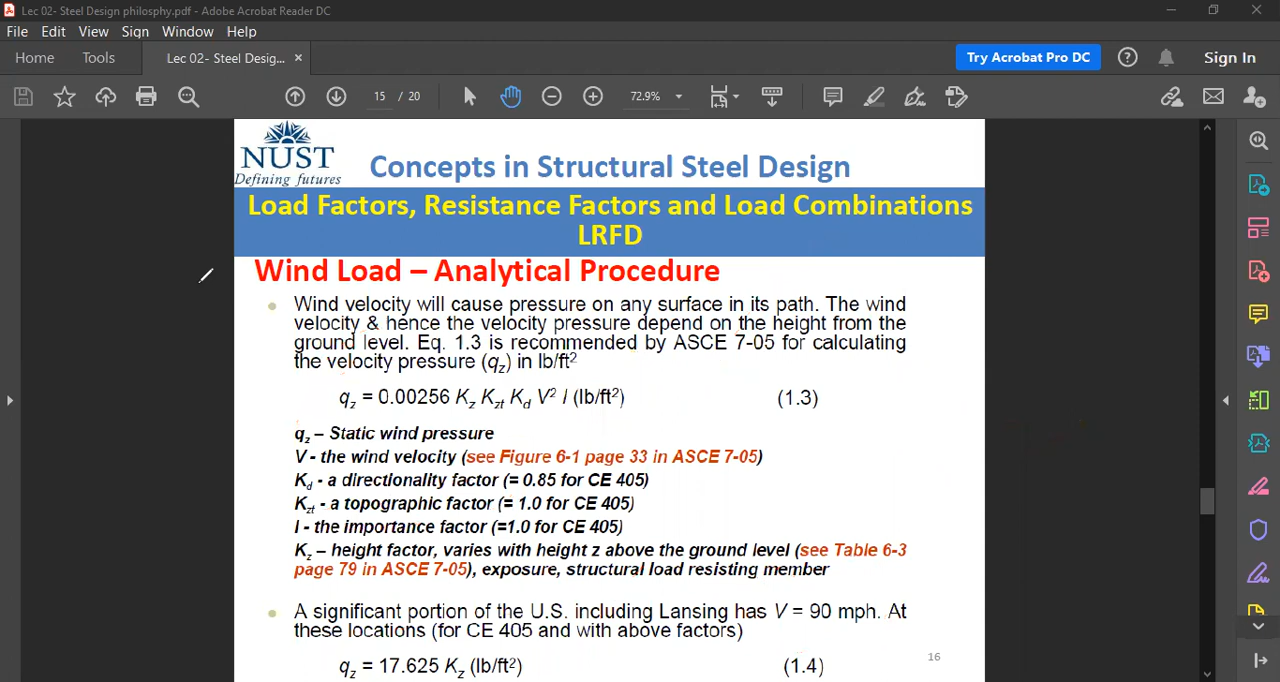 Lec 02- Steel Design philosphy.pdf - Adobe Acrobat Reader DC
File Edit View Sign Window Help
Home Tools Lec 02- Steel Desig... × Try Acrobat Pro DC Sign In
15 / 20 72.9%
NUST
Defining futures
Concepts in Structural Steel Design
Load Factors, Resistance Factors and Load Combinations
LRFD
Wind Load – Analytical Procedure
• Wind velocity will cause pressure on any surface in its path. The wind
velocity & hence the velocity pressure depend on the height from the
ground level. Eq. 1.3 is recommended by ASCE 7-05 for calculating
the velocity pressure (qz) in lb/ft²
qz = 0.00256 Kz Kzt Kd V² I (lb/ft²) (1.3)
qz – Static wind pressure
V - the wind velocity (see Figure 6-1 page 33 in ASCE 7-05)
Kd - a directionality factor (= 0.85 for CE 405)
Kzt - a topographic factor (= 1.0 for CE 405)
I - the importance factor (=1.0 for CE 405)
Kz – height factor, varies with height z above the ground level (see Table 6-3
page 79 in ASCE 7-05), exposure, structural load resisting member
• A significant portion of the U.S. including Lansing has V = 90 mph. At
these locations (for CE 405 and with above factors)
16
qz = 17.625 Kz (lb/ft²) (1.4)